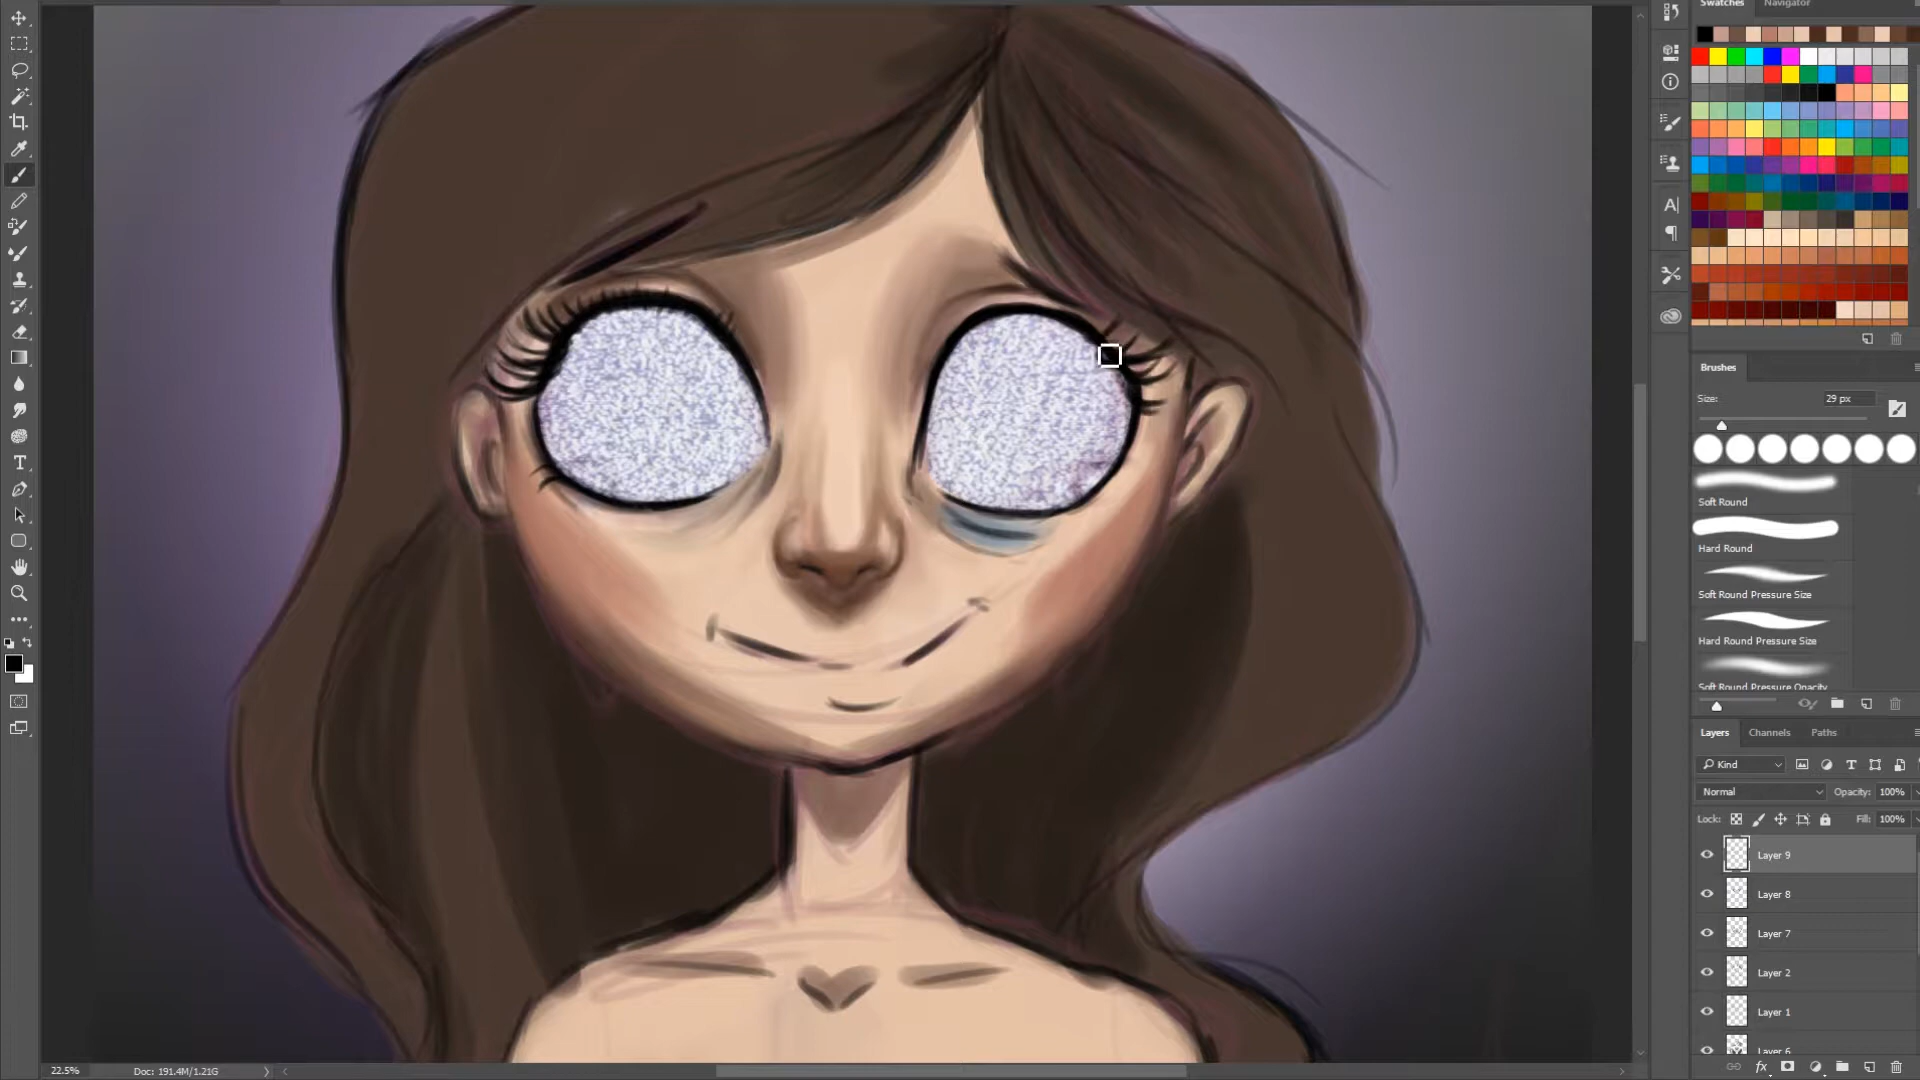 Swatches
Navigator
Brushes
Size:
29 px
Soft Round
Hard Round
Soft Round Pressure Size
Hard Round Pressure Size
Soft Round Pressure Opacity
Layers
Channels
Paths
Kind
Normal
Opacity: 100%
Lock:
Fill: 100%
Layer 9
Layer 8
Layer 7
Layer 2
Layer 1
Layer 6
22.5%
Doc: 191.4M/1.21G